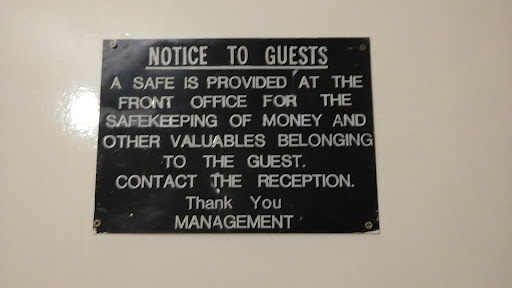 NOTICE TO GUESTS
A SAFE IS PROVIDED AT THE
FRONT OFFICE FOR THE
SAFEKEEPING OF MONEY AND
OTHER VALUABLES BELONGING
TO THE GUEST.
CONTACT THE RECEPTION.
Thank You
MANAGEMENT